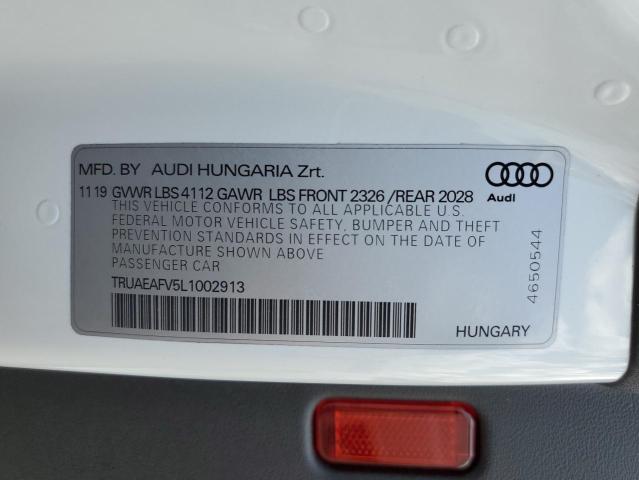 MFD. BY AUDI HUNGARIA Zrt.
11 19 GVWR LBS 4112 GAWR LBS FRONT 2326 /REAR 2028
THIS VEHICLE CONFORMS TO ALL APPLICABLE U.S.
FEDERAL MOTOR VEHICLE SAFETY, BUMPER AND THEFT
PREVENTION STANDARDS IN EFFECT ON THE DATE OF
MANUFACTURE SHOWN ABOVE
PASSENGER CAR
TRUAEAFV5L1002913
HUNGARY
Audi
4650544